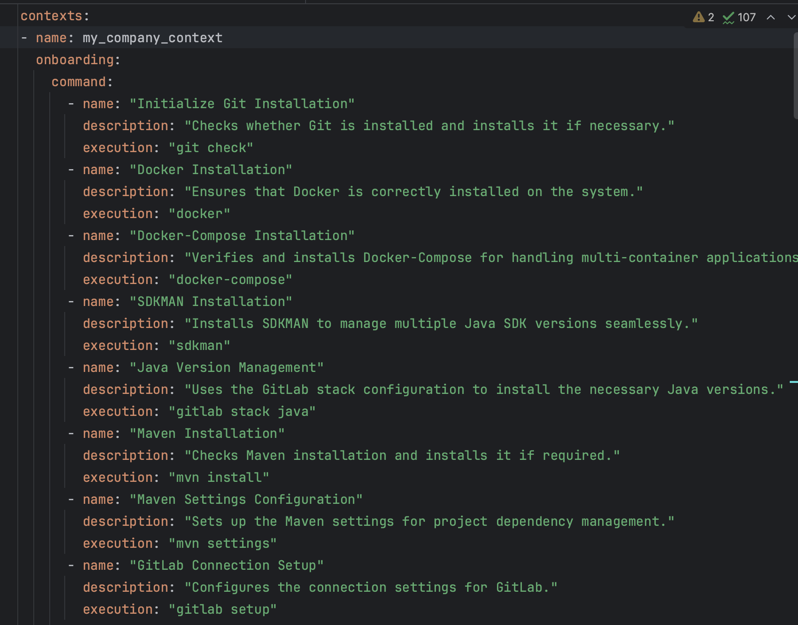 contexts:
2 107
- name: my_company_context
onboarding:
command:
- name: "Initialize Git Installation"
description: "Checks whether Git is installed and installs it if necessary."
execution: "git check"
- name: "Docker Installation"
description: "Ensures that Docker is correctly installed on the system."
execution: "docker"
- name: "Docker-Compose Installation"
description: "Verifies and installs Docker-Compose for handling multi-container applications
execution: "docker-compose"
- name: "SDKMAN Installation"
description: "Installs SDKMAN to manage multiple Java SDK versions seamlessly."
execution: "sdkman"
- name: "Java Version Management"
description: "Uses the GitLab stack configuration to install the necessary Java versions."
execution: "gitlab stack java"
- name: "Maven Installation"
description: "Checks Maven installation and installs it if required."
execution: "mvn install"
- name: "Maven Settings Configuration"
description: "Sets up the Maven settings for project dependency management."
execution: "mvn settings"
- name: "GitLab Connection Setup"
description: "Configures the connection settings for GitLab."
execution: "gitlab setup"